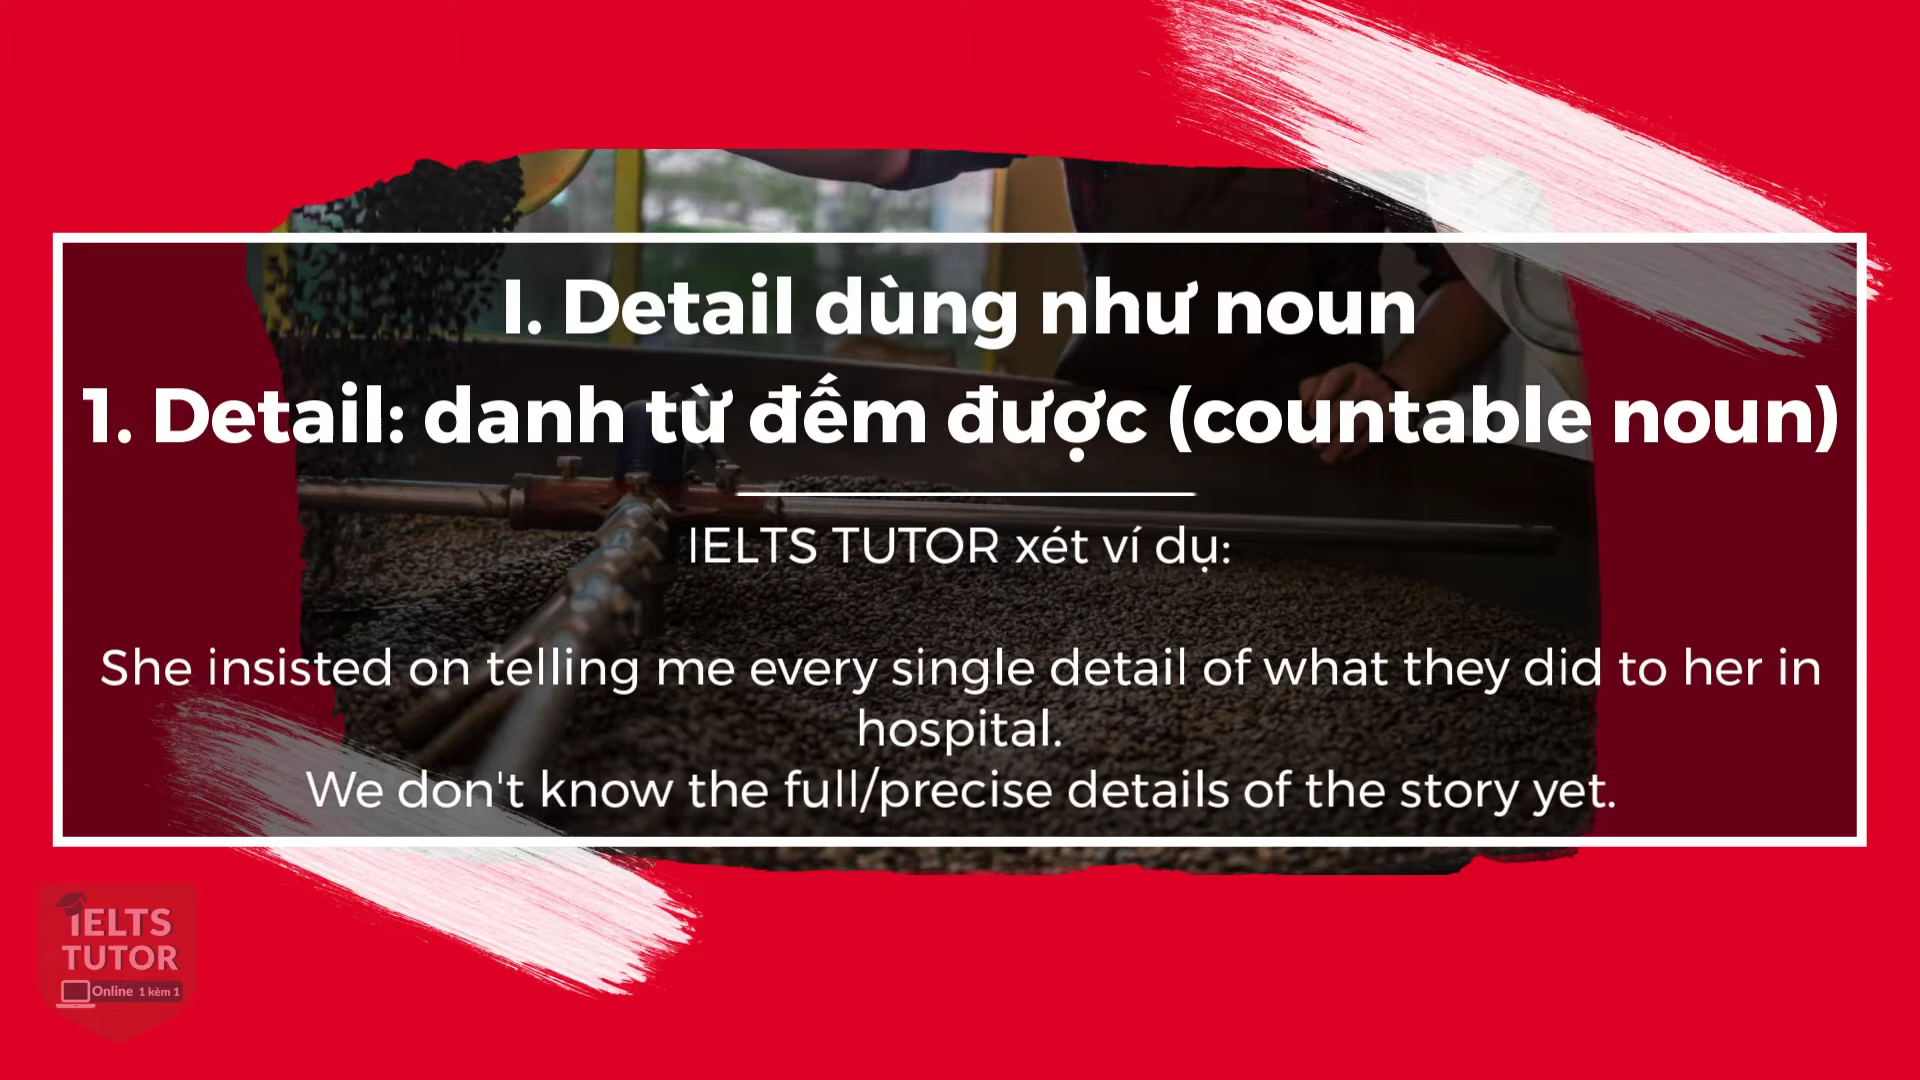 I. Detail dùng như noun
1. Detail: danh từ đếm được (countable noun)
IELTS TUTOR xét ví dụ:
She insisted on telling me every single detail of what they did to her in
hospital.
We don't know the full/precise details of the story yet.
IELTS
TUTOR
Online 1 kèm 1